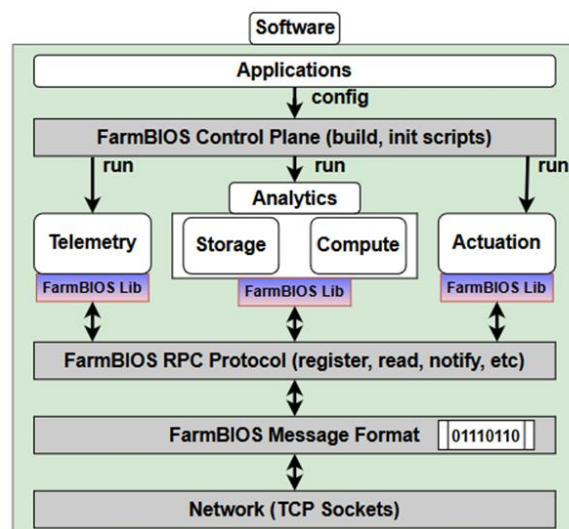 Software
Applications
config
FarmBIOS Control Plane (build, init scripts)
run run run
Analytics
Telemetry Storage Compute Actuation
FarmBIOS Lib FarmBIOS Lib FarmBIOS Lib
FarmBIOS RPC Protocol (register, read, notify, etc)
FarmBIOS Message Format 01110110
Network (TCP Sockets)